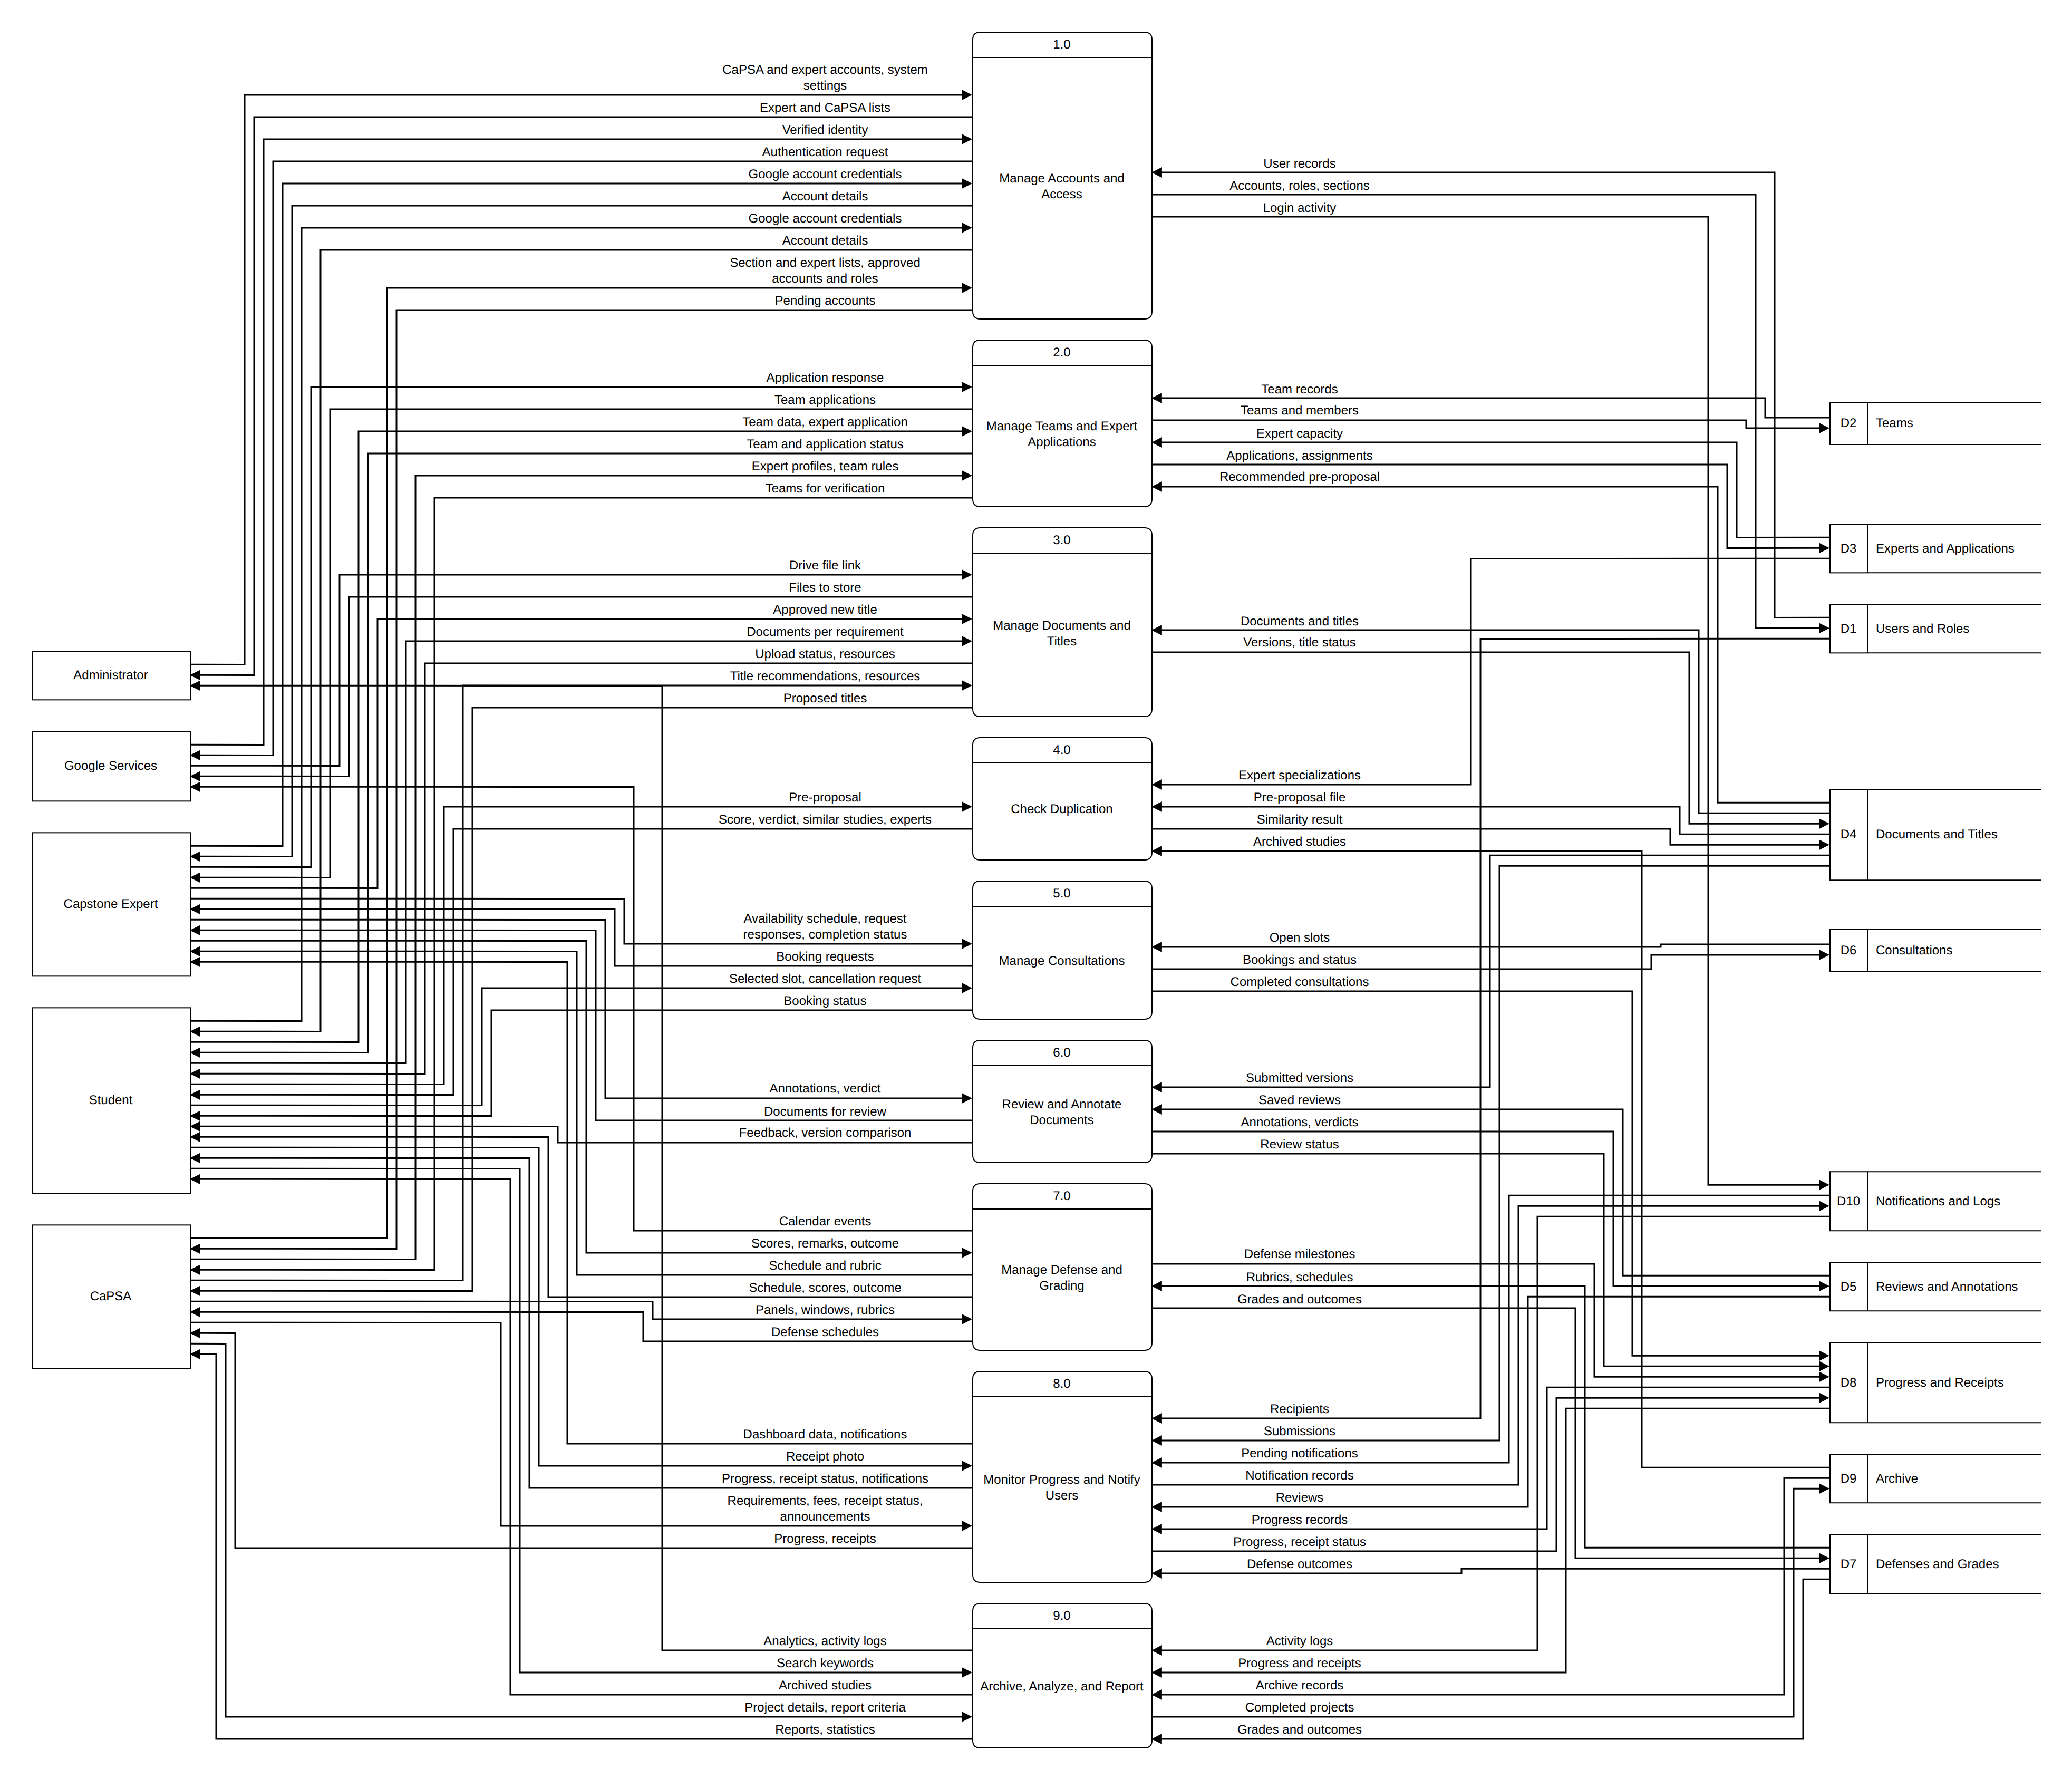 Administrator
Google Services
Capstone Expert
Student
CaPSA
CaPSA and expert accounts, system
settings
Expert and CaPSA lists
Verified identity
Authentication request
Google account credentials
Account details
Google account credentials
Account details
Section and expert lists, approved
accounts and roles
Pending accounts
1.0
Manage Accounts and
Access
User records
Accounts, roles, sections
Login activity
Application response
Team applications
Team data, expert application
Team and application status
Expert profiles, team rules
Teams for verification
2.0
Manage Teams and Expert
Applications
Team records
Teams and members
Expert capacity
Applications, assignments
Recommended pre-proposal
Drive file link
Files to store
Approved new title
Documents per requirement
Upload status, resources
Title recommendations, resources
Proposed titles
3.0
Manage Documents and
Titles
Documents and titles
Versions, title status
Pre-proposal
Score, verdict, similar studies, experts
4.0
Check Duplication
Expert specializations
Pre-proposal file
Similarity result
Archived studies
Availability schedule, request
responses, completion status
Booking requests
Selected slot, cancellation request
Booking status
5.0
Manage Consultations
Open slots
Bookings and status
Completed consultations
Annotations, verdict
Documents for review
Feedback, version comparison
6.0
Review and Annotate
Documents
Submitted versions
Saved reviews
Annotations, verdicts
Review status
Calendar events
Scores, remarks, outcome
Schedule and rubric
Schedule, scores, outcome
Panels, windows, rubrics
Defense schedules
7.0
Manage Defense and
Grading
Defense milestones
Rubrics, schedules
Grades and outcomes
Dashboard data, notifications
Receipt photo
Progress, receipt status, notifications
Requirements, fees, receipt status,
announcements
Progress, receipts
8.0
Monitor Progress and Notify
Users
Recipients
Submissions
Pending notifications
Notification records
Reviews
Progress records
Progress, receipt status
Defense outcomes
Analytics, activity logs
Search keywords
Archived studies
Project details, report criteria
Reports, statistics
9.0
Archive, Analyze, and Report
Activity logs
Progress and receipts
Archive records
Completed projects
Grades and outcomes
D2 Teams
D3 Experts and Applications
D1 Users and Roles
D4 Documents and Titles
D6 Consultations
D10 Notifications and Logs
D5 Reviews and Annotations
D8 Progress and Receipts
D9 Archive
D7 Defenses and Grades